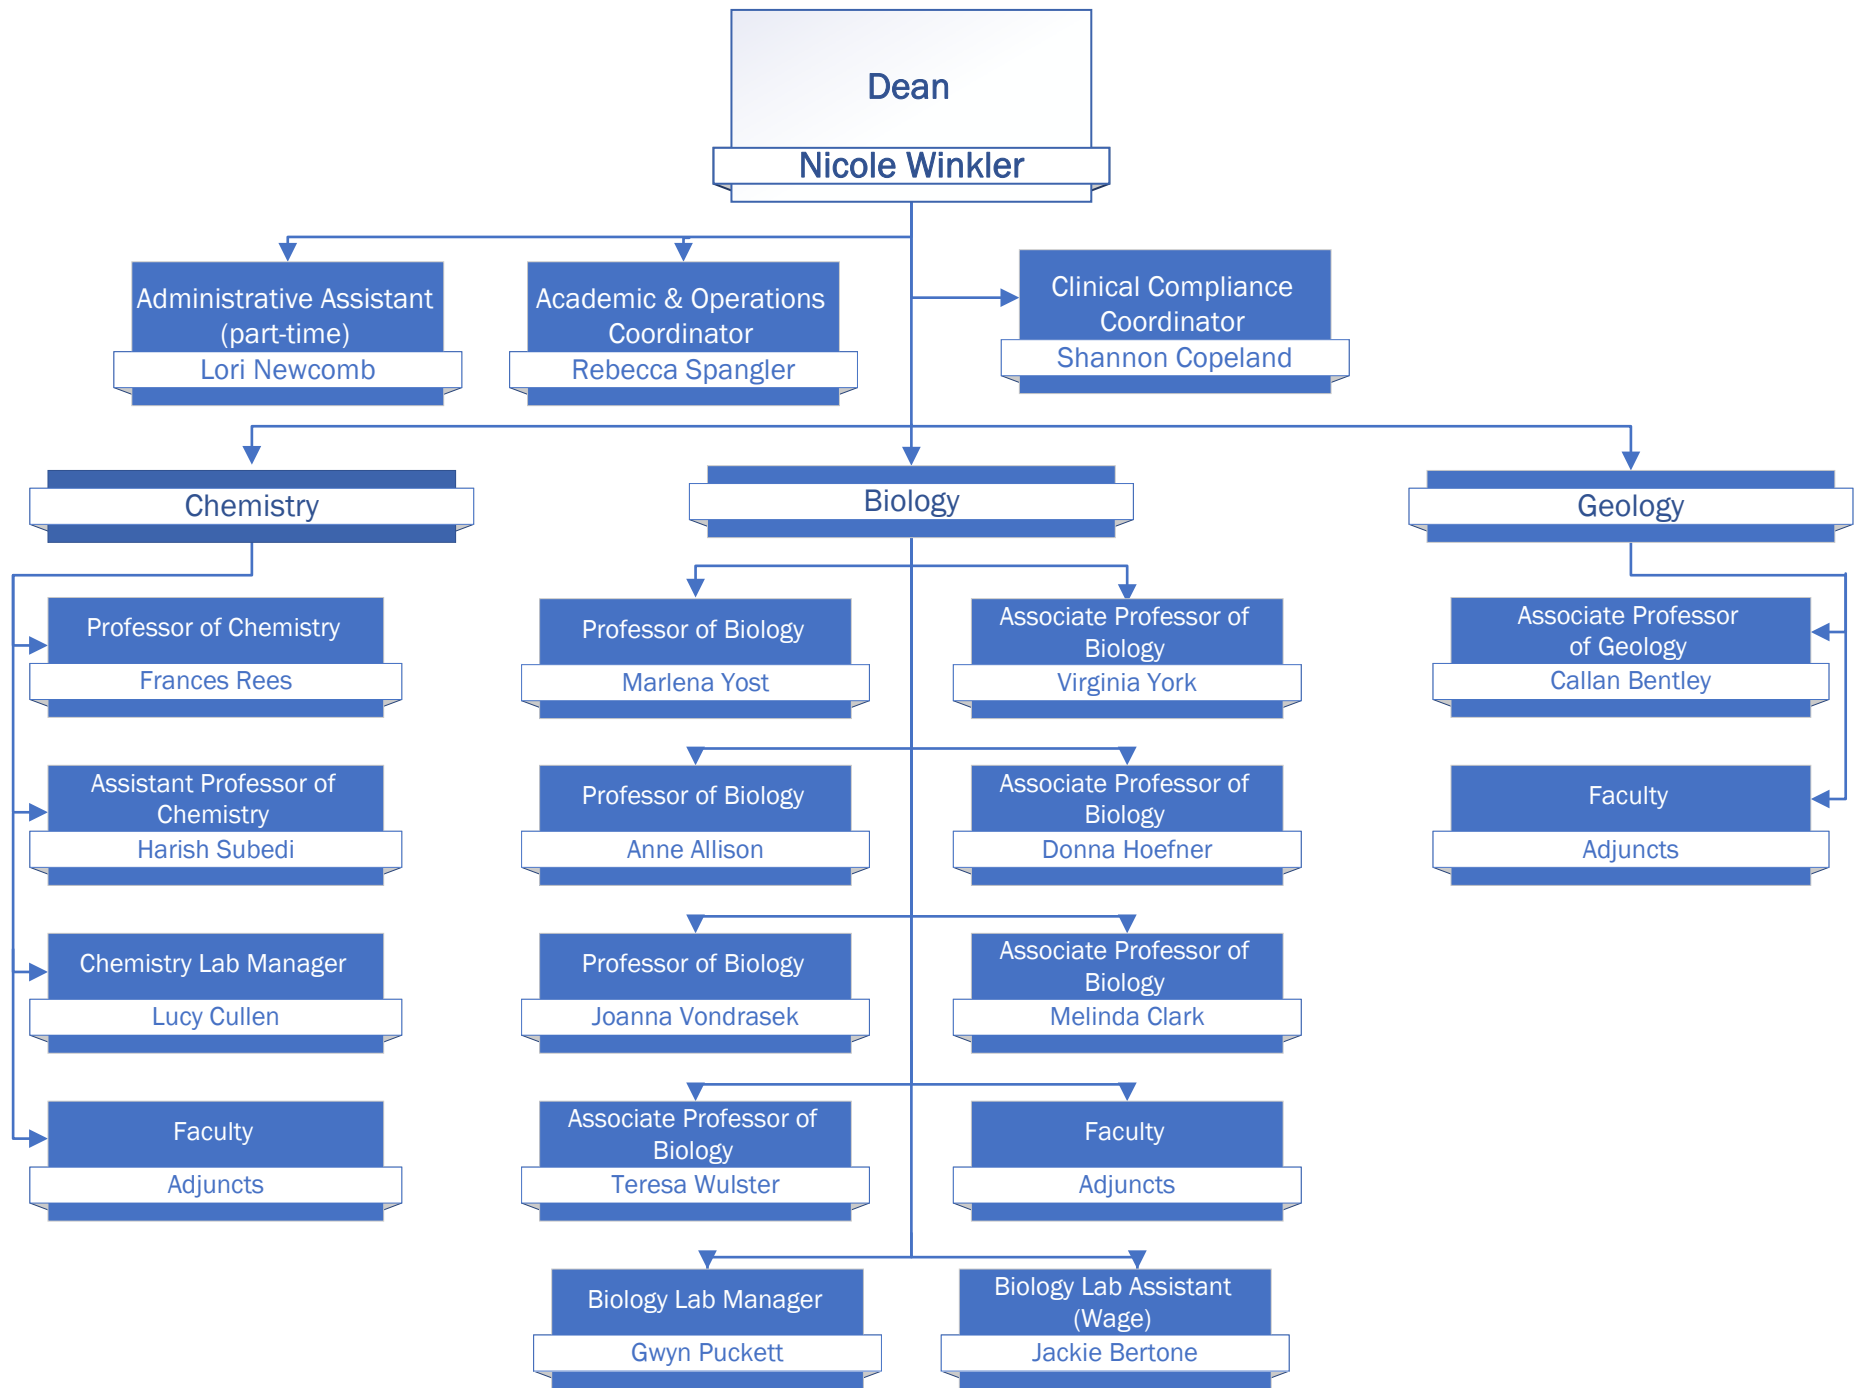 Dean
Nicole Winkler
Administrative Assistant
(part-time)
Lori Newcomb
Academic & Operations
Coordinator
Rebecca Spangler
Clinical Compliance
Coordinator
Shannon Copeland
Chemistry
Biology
Geology
Professor of Chemistry
Frances Rees
Assistant Professor of
Chemistry
Harish Subedi
Chemistry Lab Manager
Lucy Cullen
Faculty
Adjuncts
Professor of Biology
Marlena Yost
Associate Professor of
Biology
Virginia York
Professor of Biology
Anne Allison
Associate Professor of
Biology
Donna Hoefner
Professor of Biology
Joanna Vondrasek
Associate Professor of
Biology
Melinda Clark
Associate Professor of
Biology
Teresa Wulster
Faculty
Adjuncts
Biology Lab Manager
Gwyn Puckett
Biology Lab Assistant
(Wage)
Jackie Bertone
Associate Professor
of Geology
Callan Bentley
Faculty
Adjuncts